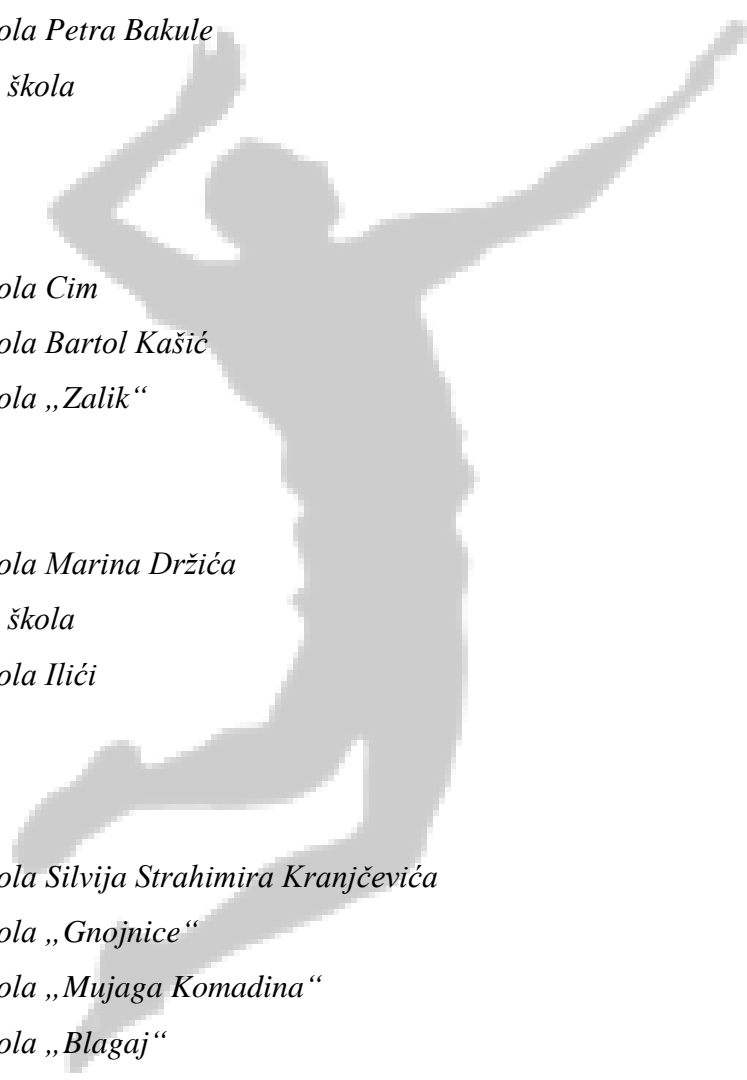 ola Petra Bakule
škola
ola Cim
ola Bartol Kašić
ola „Zalik“
ola Marina Držića
škola
ola Ilići
ola Silvija Strahimira Kranjčevića
ola „Gnojnice“
ola „Mujaga Komadina“
ola „Blagaj“